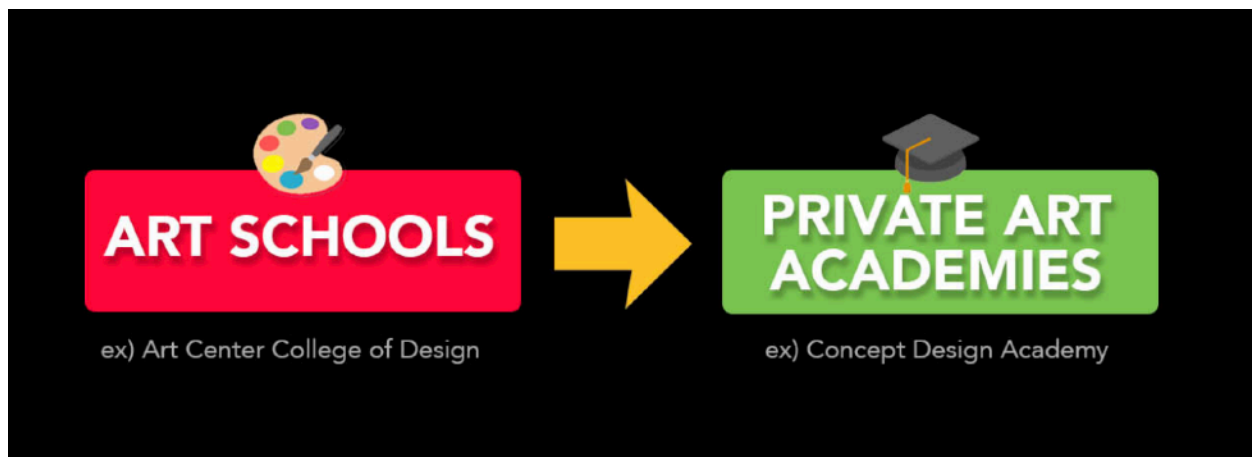 ART SCHOOLS
ex) Art Center College of Design
PRIVATE ART
ACADEMIES
ex) Concept Design Academy